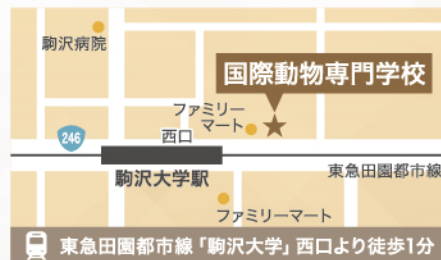 駒沢病院
国際動物専門学校
ファミリー
マート
246
西口
駒沢大学駅
東急田園都市線
ファミリーマート
東急田園都市線「駒沢大学」西口より徒歩1分